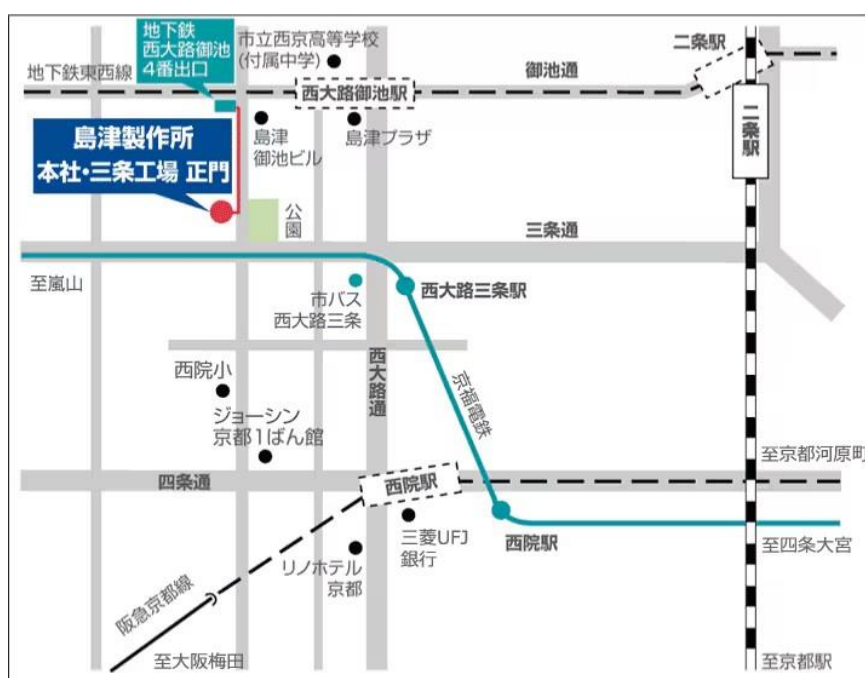 地下鉄
西大路御池
4番出口
市立西京高等学校
(付属中学)
二条駅
地下鉄東西線
御池通
西大路御池駅
二条駅
島津製作所
本社・三条工場 正門
島津
御池ビル
島津プラザ
公園
三条通
至嵐山
西大路三条駅
市バス
西大路三条
西大路通
京福電鉄
西院小
ジョーシン
京都1ばん館
至京都河原町
四条通
西院駅
三菱UFJ
銀行
西院駅
至四条大宮
リノホテル
京都
阪急京都線
至大阪梅田
至京都駅